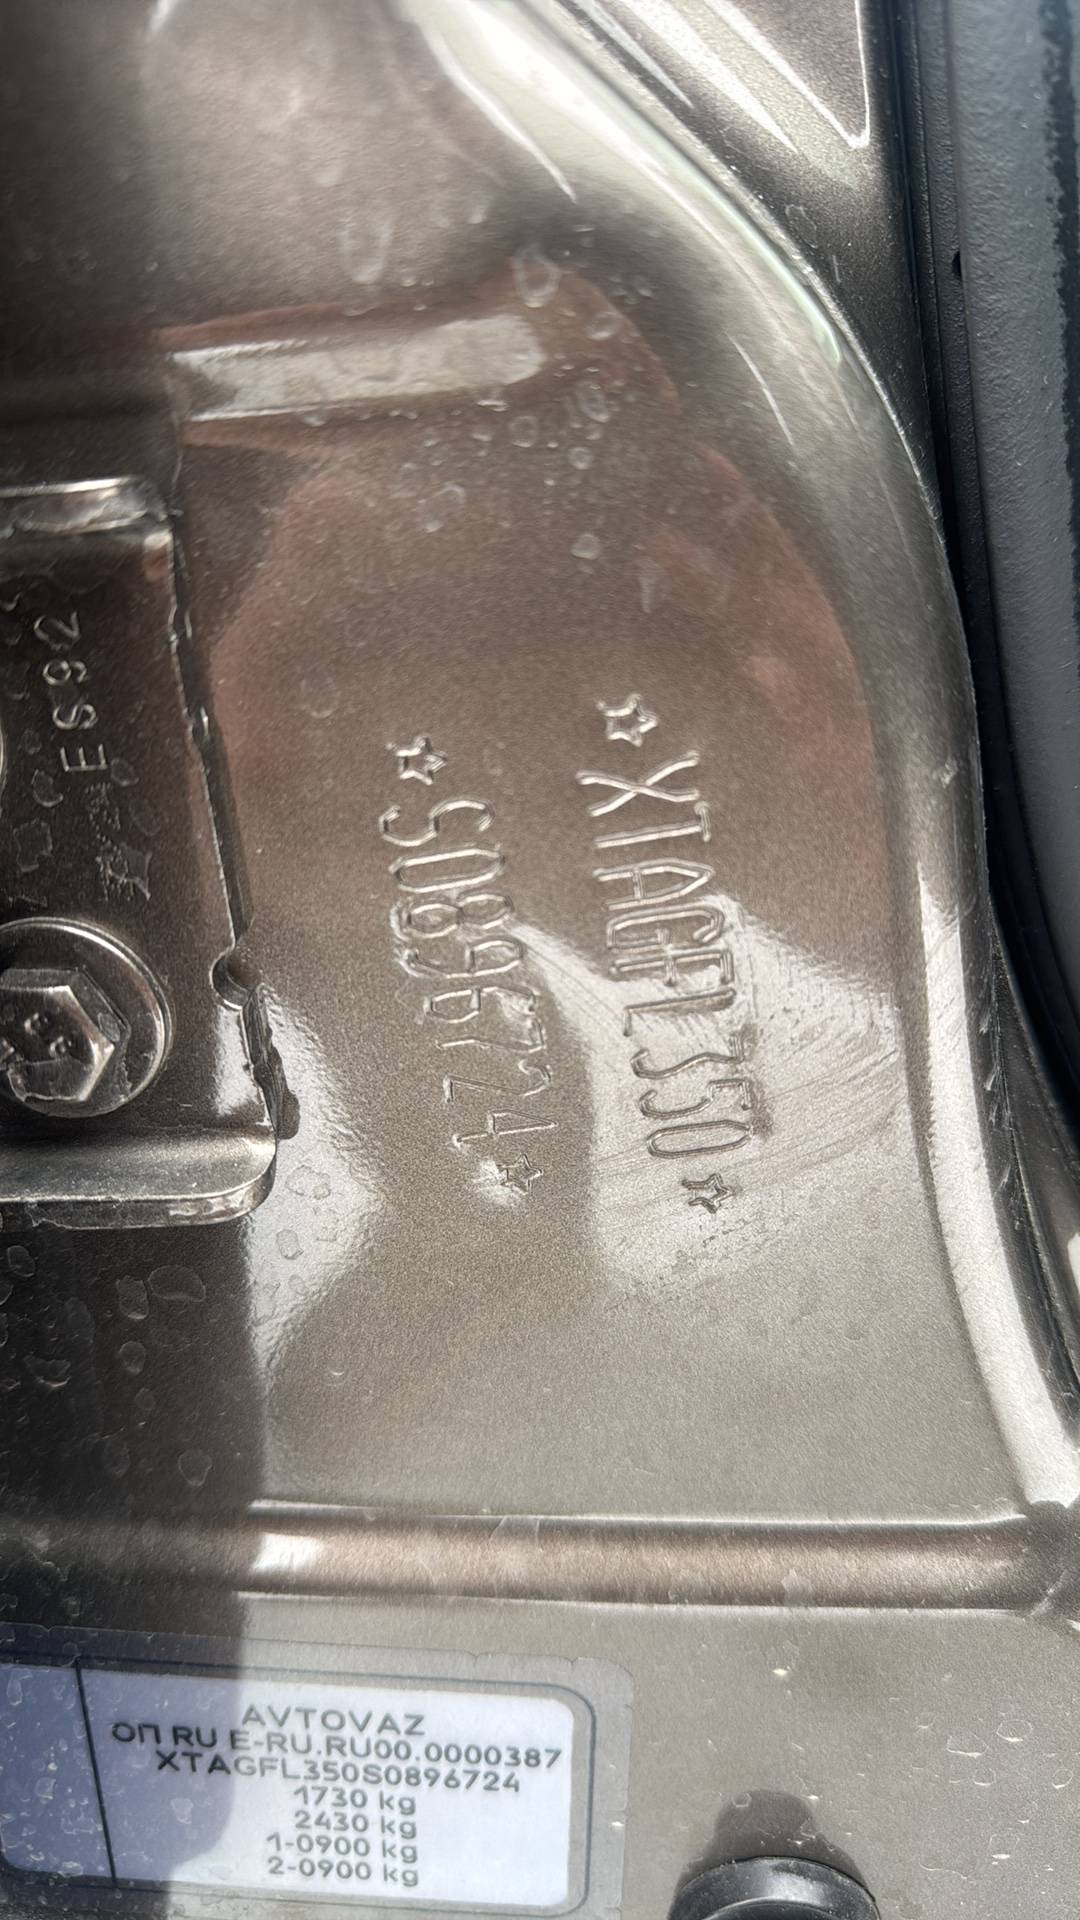 ☆XTAGFL350☆
☆S0896724☆
ES92
AVTOVAZ
ОП RU E-RU.RU00.0000387
XTAGFL350S0896724
1730 kg
2430 kg
1-0900 kg
2-0900 kg